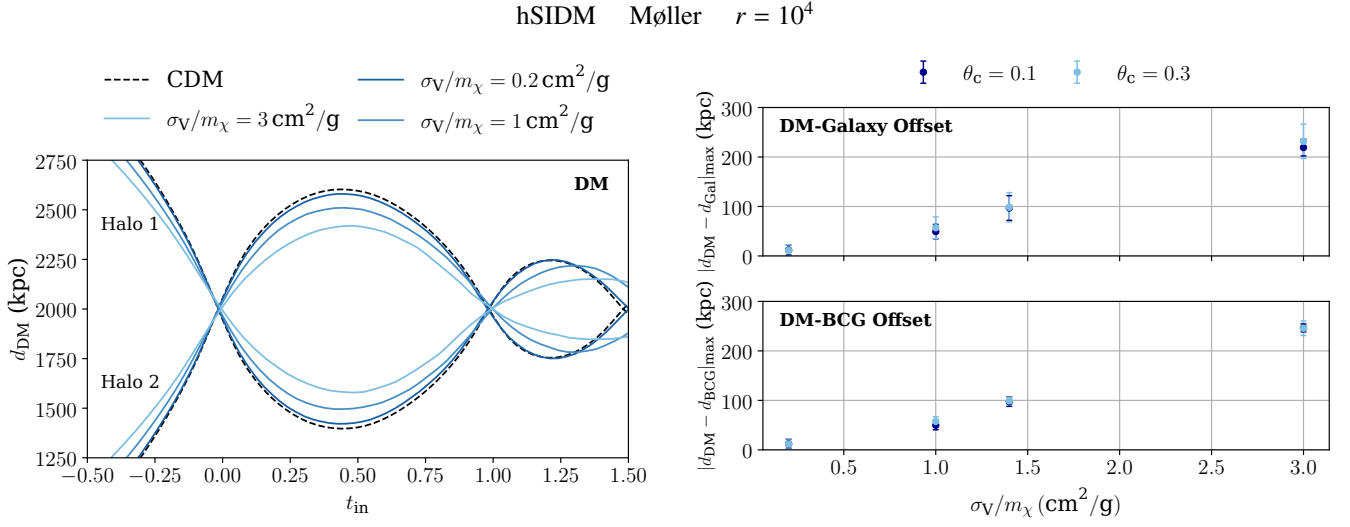 hSIDM Møller r = 10⁴
CDM
σ_V/m_χ = 3 cm²/g
σ_V/m_χ = 0.2 cm²/g
σ_V/m_χ = 1 cm²/g
DM
Halo 1
Halo 2
2750
2500
2250
2000
1750
1500
1250
d_DM (kpc)
−0.50 −0.25 0.00 0.25 0.50 0.75 1.00 1.25 1.50
t_in
θ_c = 0.1 θ_c = 0.3
DM-Galaxy Offset
300
200
100
0
|d_DM − d_Gal|_max (kpc)
DM-BCG Offset
300
200
100
0
|d_DM − d_BCG|_max (kpc)
0.5 1.0 1.5 2.0 2.5 3.0
σ_V/m_χ (cm²/g)